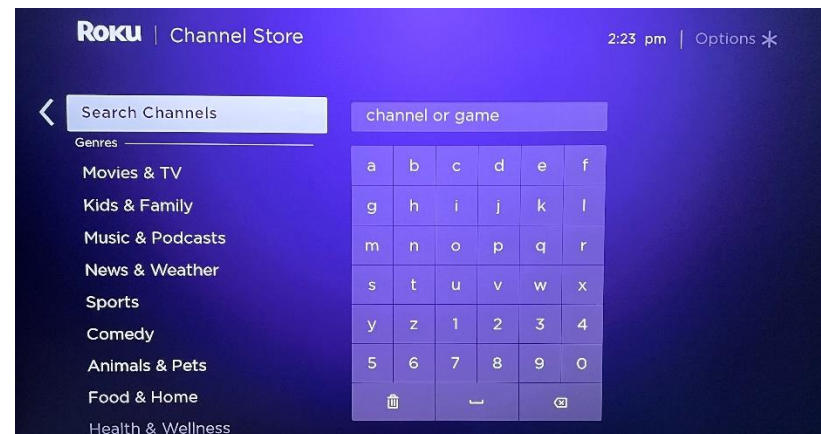 Roku | Channel Store
2:23 pm | Options
Search Channels
Genres
Movies & TV
Kids & Family
Music & Podcasts
News & Weather
Sports
Comedy
Animals & Pets
Food & Home
Health & Wellness
channel or game
a b c d e f
g h i j k l
m n o p q r
s t u v w x
y z 1 2 3 4
5 6 7 8 9 0